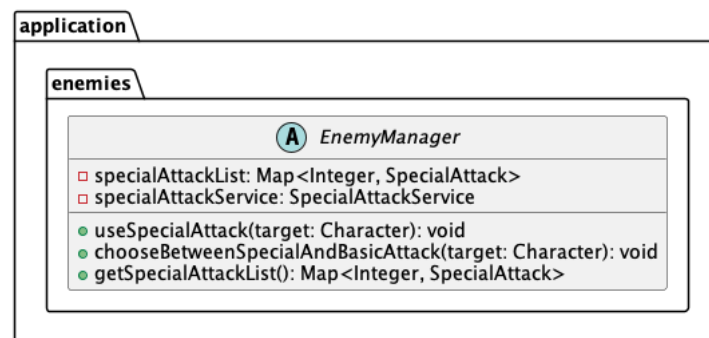 application
enemies
A EnemyManager
specialAttackList: Map<Integer, SpecialAttack>
specialAttackService: SpecialAttackService
useSpecialAttack(target: Character): void
chooseBetweenSpecialAndBasicAttack(target: Character): void
getSpecialAttackList(): Map<Integer, SpecialAttack>